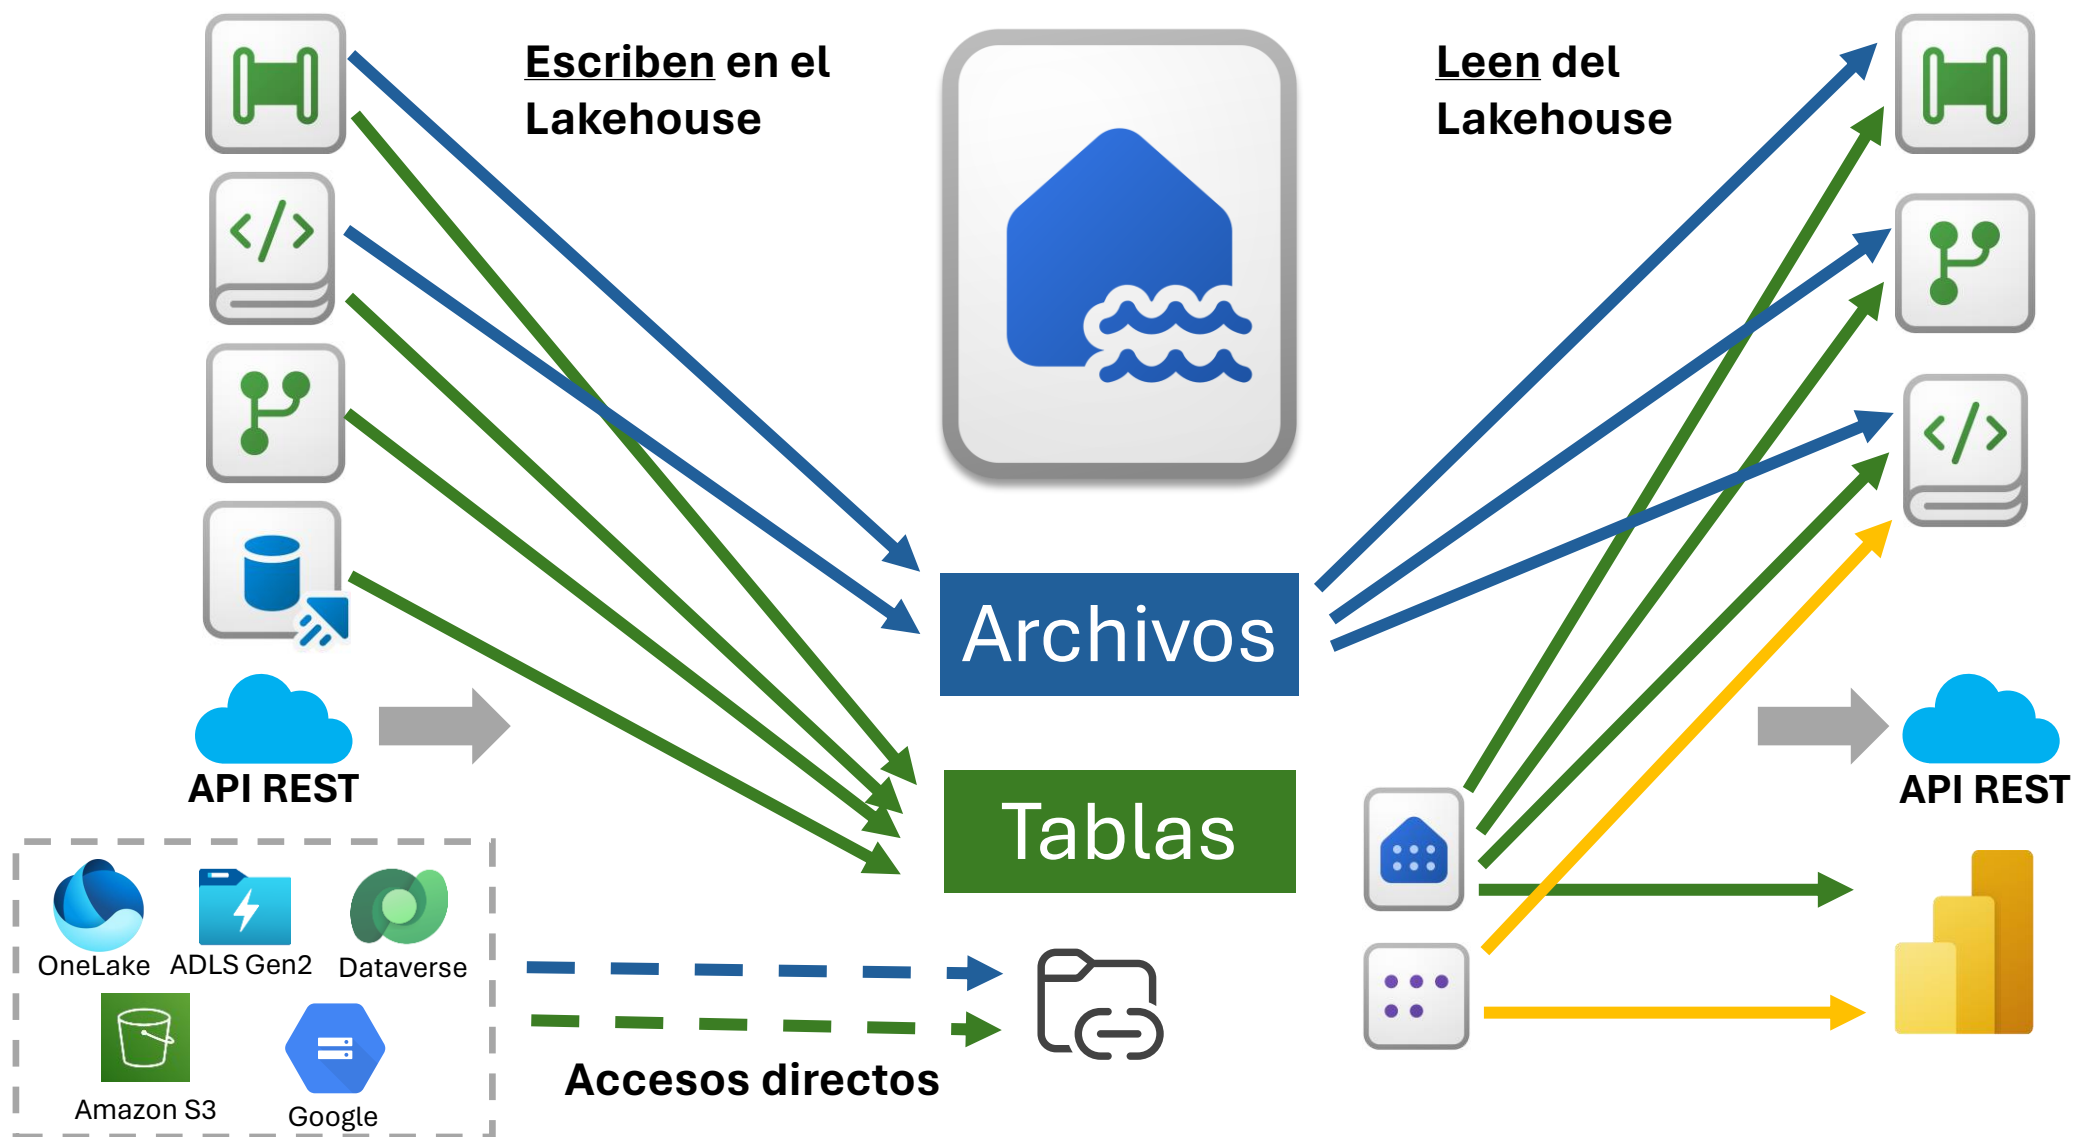 Escriben en el
Lakehouse
Leen del
Lakehouse
Archivos
Tablas
API REST
API REST
OneLake
ADLS Gen2
Dataverse
Amazon S3
Google
Accesos directos